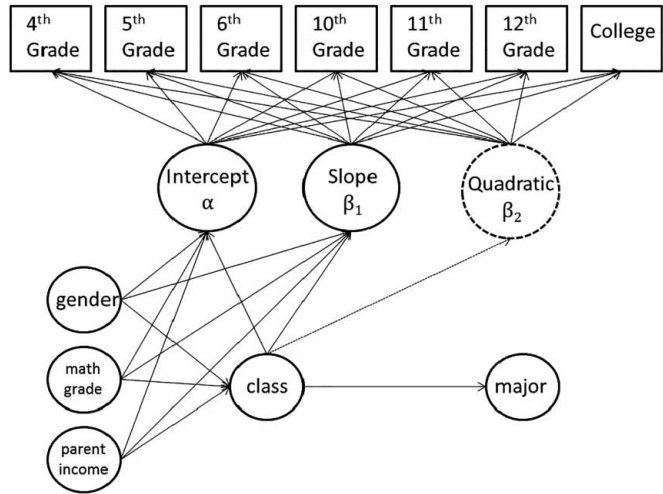 4th Grade
5th Grade
6th Grade
10th Grade
11th Grade
12th Grade
College
Intercept
α
Slope
β1
Quadratic
β2
gender
math
grade
parent
income
class
major